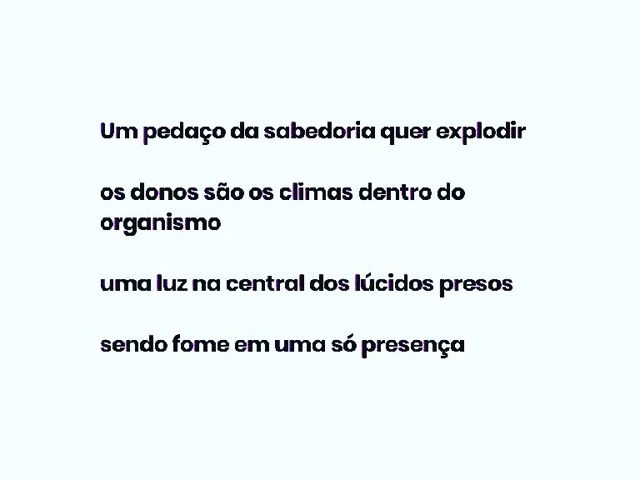 Um pedaço da sabedoria quer explodir
os donos são os climas dentro do
organismo
uma luz na central dos lúcidos presos
sendo fome em uma só presença